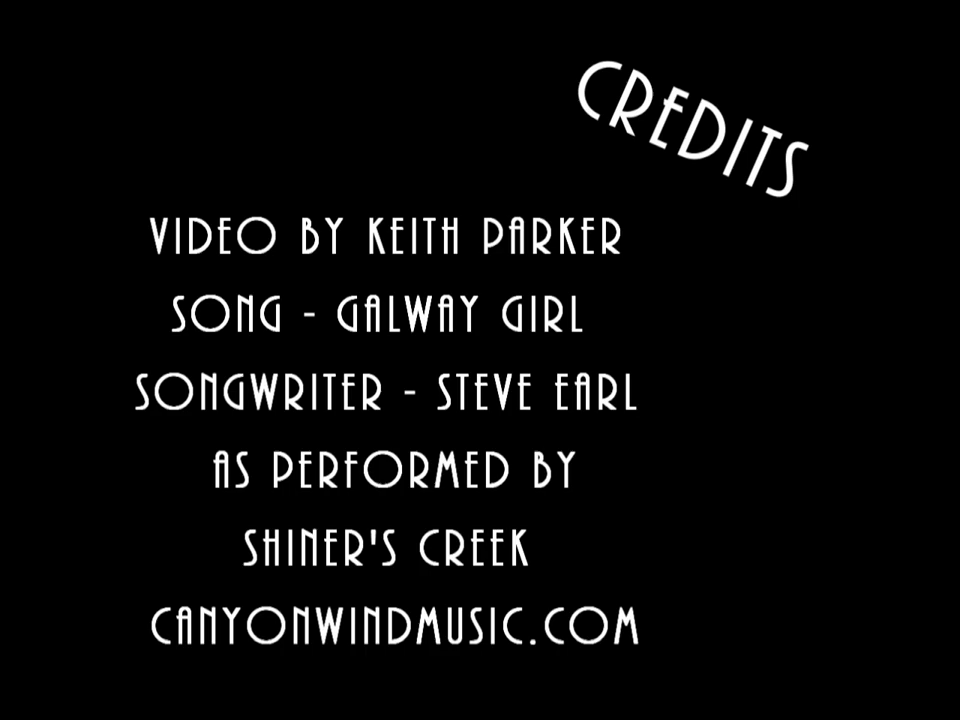 CREDITS
VIDEO BY KEITH PARKER
SONG - GALWAY GIRL
SONGWRITER - STEVE EARL
AS PERFORMED BY
SHINER'S CREEK
CANYONWINDMUSIC.COM